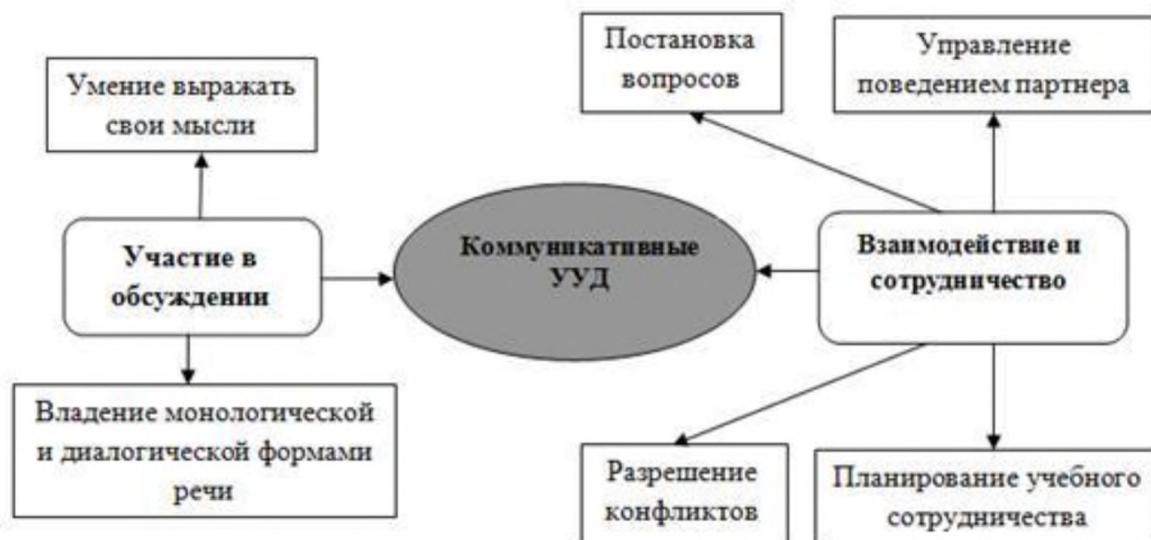 Постановка
вопросов
Управление
поведением партнера
Умение выражать
свои мысли
Участие в
обсуждении
Коммуникативные
УУД
Взаимодействие и
сотрудничество
Владение монологической
и диалогической формами
речи
Разрешение
конфликтов
Планирование учебного
сотрудничества